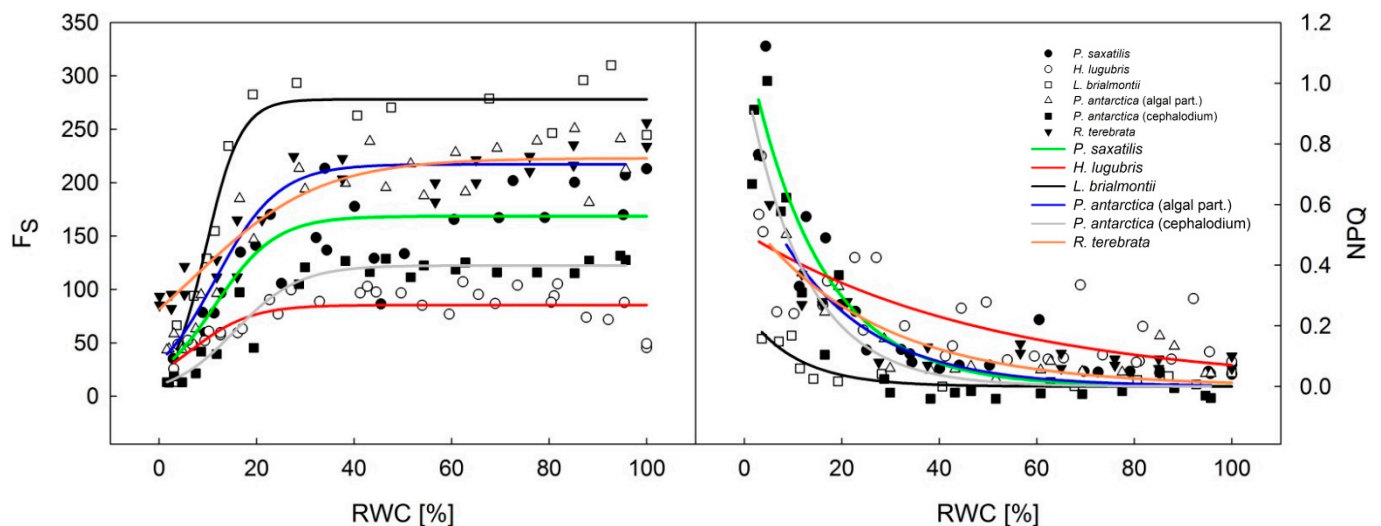 350
300
250
200
150
100
50
0
F_S
0 20 40 60 80 100
RWC [%]
P. saxatilis
H. lugubris
L. brialmontii
P. antarctica (algal part.)
P. antarctica (cephalodium)
R. terebrata
P. saxatilis
H. lugubris
L. brialmontii
P. antarctica (algal part.)
P. antarctica (cephalodium)
R. terebrata
0 20 40 60 80 100
RWC [%]
1.2
1.0
0.8
0.6
0.4
0.2
0.0
NPQ